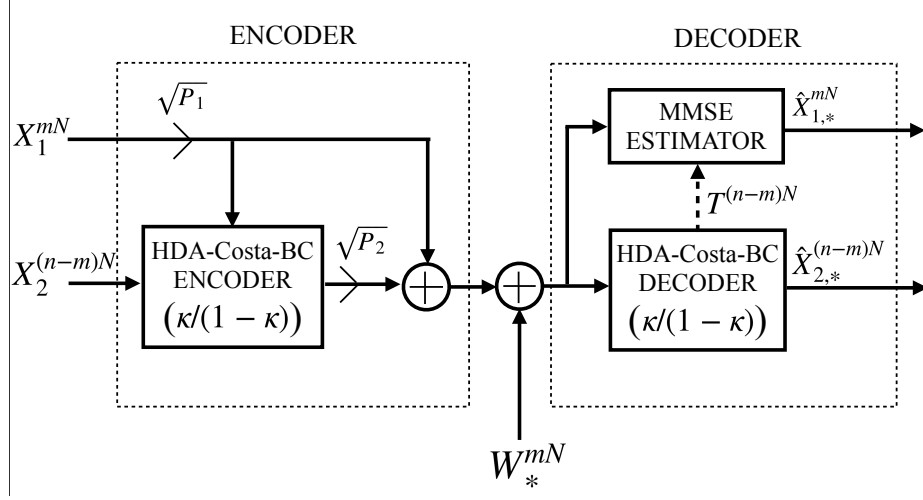 ENCODER
DECODER
√P₁
X₁^{mN}
MMSE
ESTIMATOR
X̂_{1,*}^{mN}
T^{(n−m)N}
HDA-Costa-BC
ENCODER
(κ/(1 − κ))
√P₂
X₂^{(n−m)N}
HDA-Costa-BC
DECODER
(κ/(1 − κ))
X̂_{2,*}^{(n−m)N}
W_*^{mN}